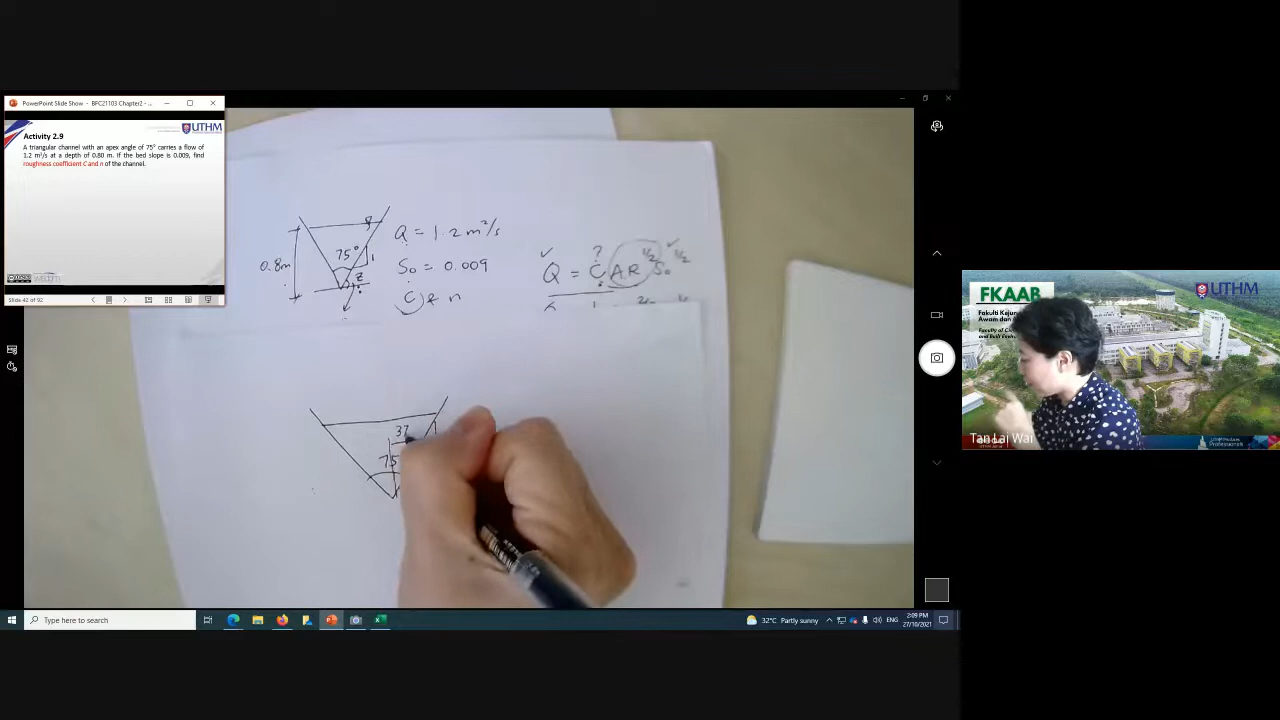 PowerPoint Slide Show - BFC21103 Chapter2 - ...
UTHM
Activity 2.9
A triangular channel with an apex angle of 75° carries a flow of
1.2 m³/s at a depth of 0.80 m. If the bed slope is 0.009, find
roughness coefficient C and n of the channel.
Slide 42 of 92
0.8m
75°
1
z
Q = 1.2 m³/s
S₀ = 0.009
C & n
?
Q = C A R^1/2 S₀^1/2
37
75
FKAAB
UTHM
Tan Lai Wai
Type here to search
32°C Partly sunny
ENG
2:09 PM
27/10/2021